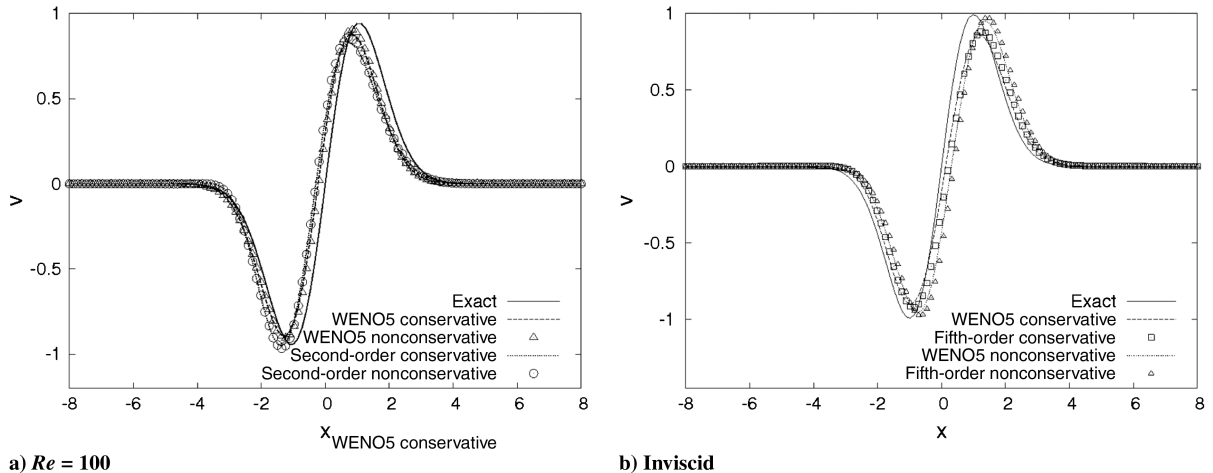 1
0.5
0
-0.5
-1
v
Exact
WENO5 conservative
WENO5 nonconservative
Second-order conservative
Second-order nonconservative
-8 -6 -4 -2 0 2 4 6 8
x
WENO5 conservative
a) Re = 100
1
0.5
0
-0.5
-1
v
Exact
WENO5 conservative
Fifth-order conservative
WENO5 nonconservative
Fifth-order nonconservative
-8 -6 -4 -2 0 2 4 6 8
x
b) Inviscid